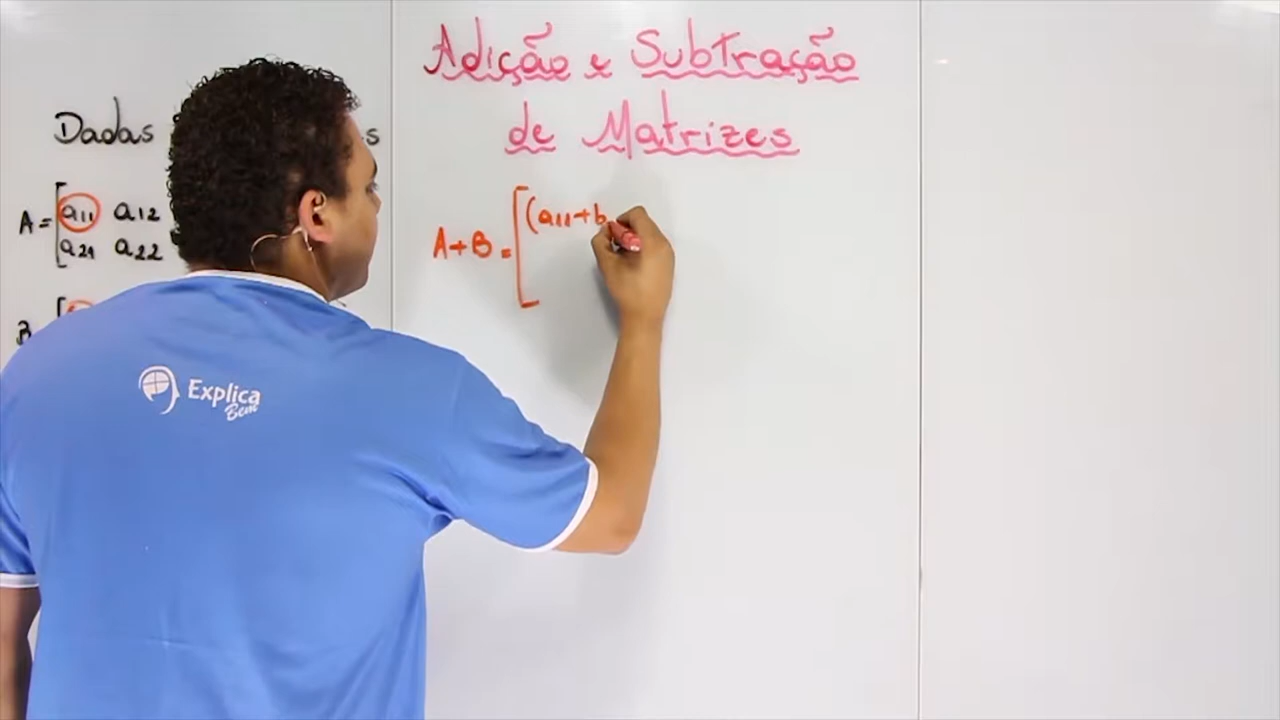 Adição e Subtração
de Matrizes
Dadas
A = [a11 a12
a21 a22
B
A+B = [(a11+b
Explica
Bem